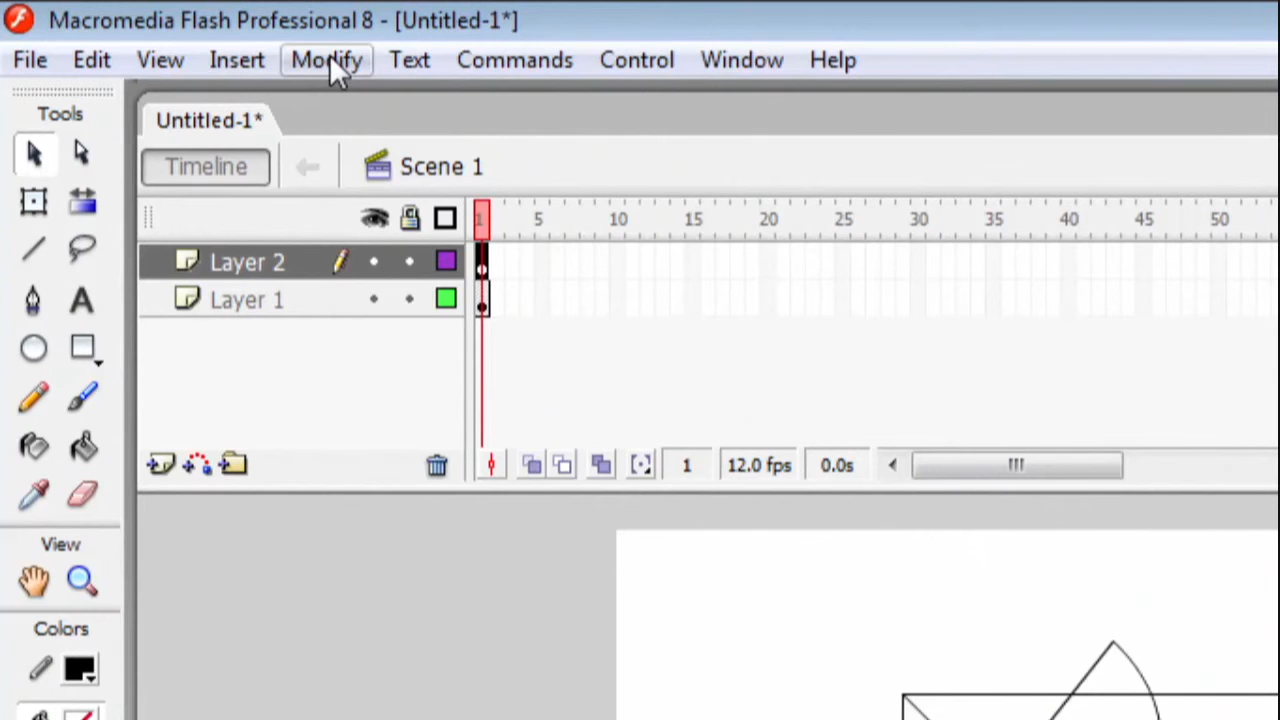 Macromedia Flash Professional 8 - [Untitled-1*]
File Edit View Insert Modify Text Commands Control Window Help
Tools
Untitled-1*
Timeline
Scene 1
1 5 10 15 20 25 30 35 40 45 50
Layer 2
Layer 1
1 12.0 fps 0.0s
View
Colors